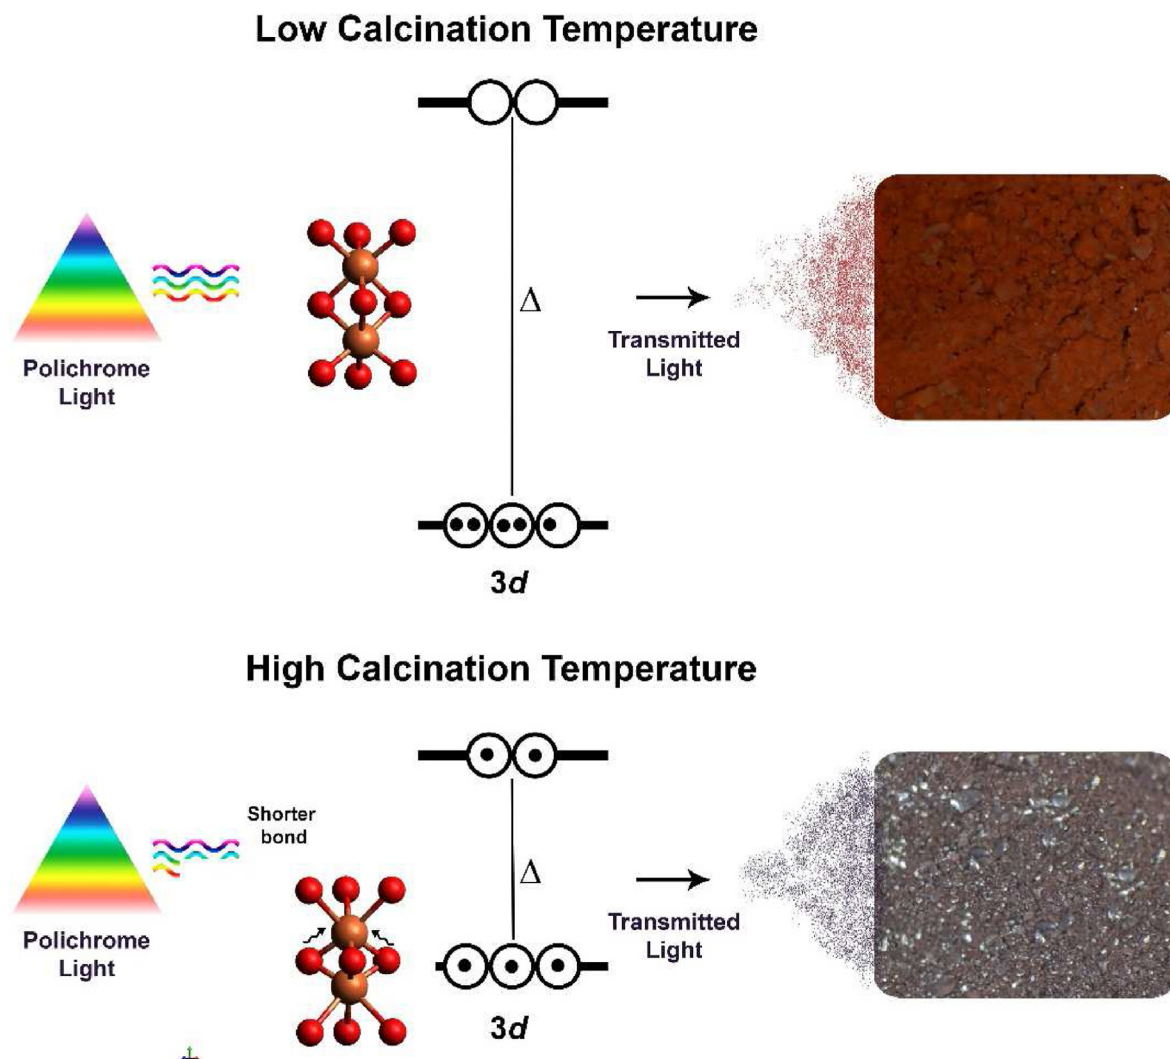 Low Calcination Temperature
Polichrome
Light
Δ
Transmitted
Light
3d
High Calcination Temperature
Shorter
bond
Polichrome
Light
Δ
Transmitted
Light
3d